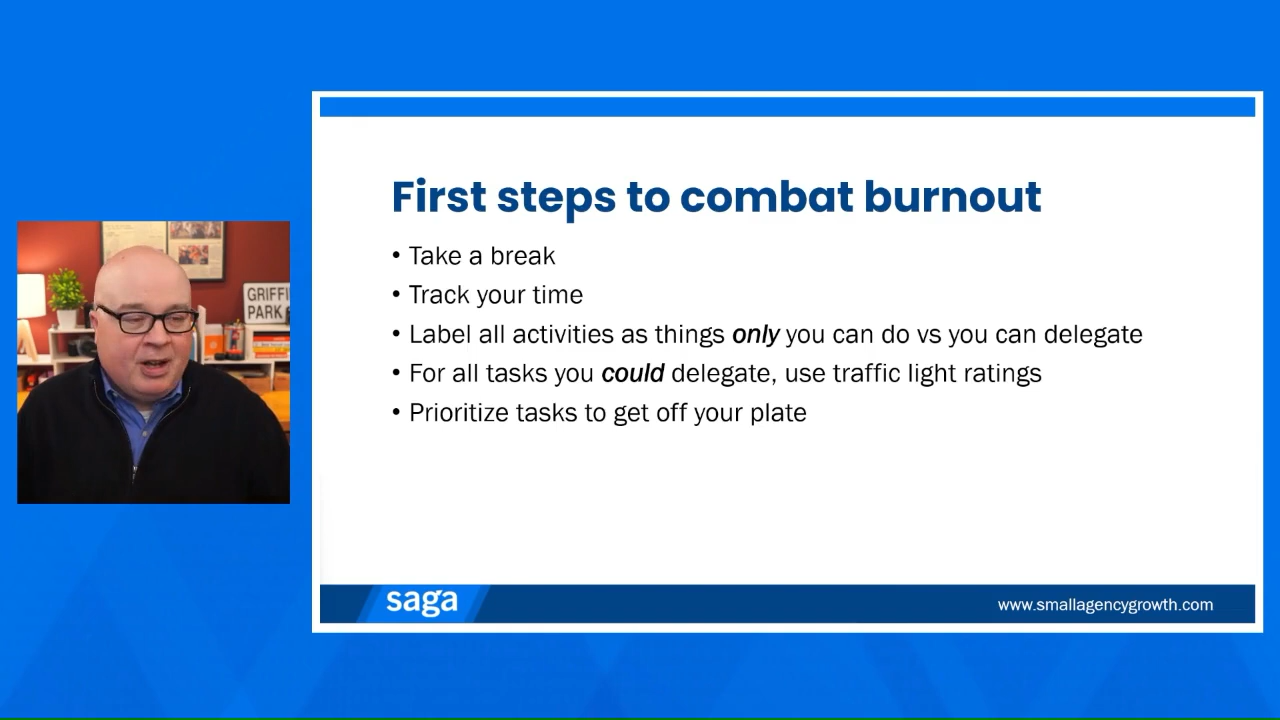 GRIFFI
PARK
First steps to combat burnout
• Take a break
• Track your time
• Label all activities as things only you can do vs you can delegate
• For all tasks you could delegate, use traffic light ratings
• Prioritize tasks to get off your plate
saga
www.smallagencygrowth.com